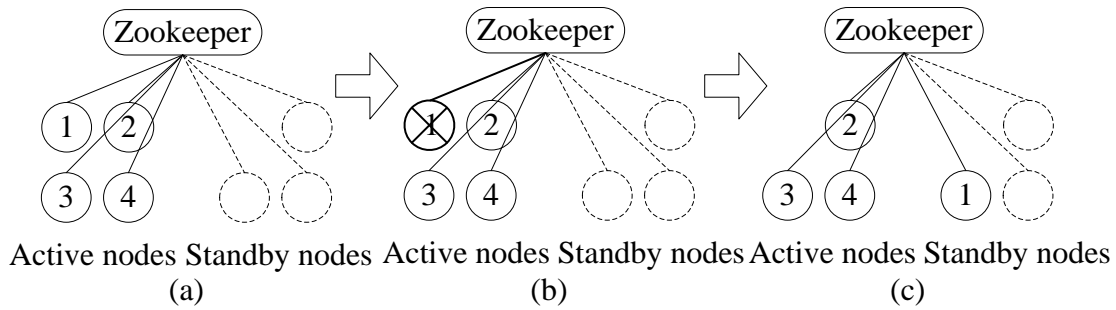 Zookeeper Zookeeper Zookeeper
1 2 1 2 2
3 4 3 4 3 4 1
Active nodes Standby nodes Active nodes Standby nodes Active nodes Standby nodes
(a) (b) (c)